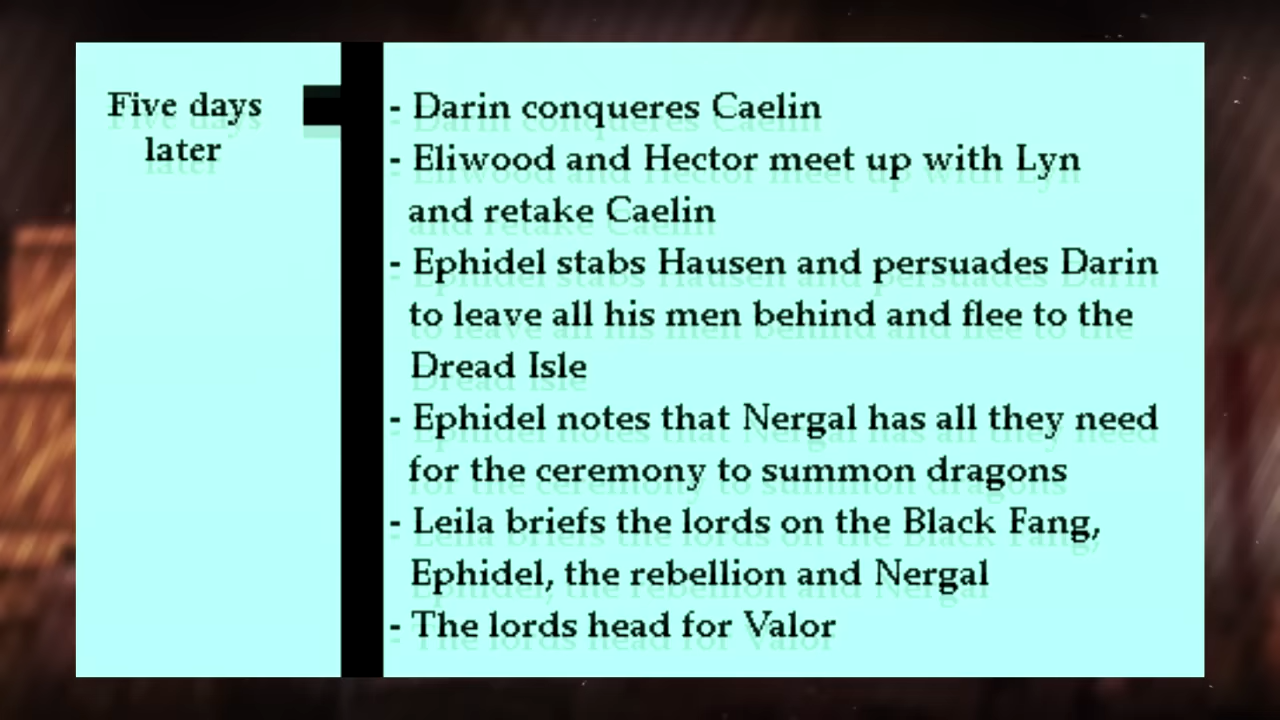 Five days
later
- Darin conqueres Caelin
- Eliwood and Hector meet up with Lyn
and retake Caelin
- Ephidel stabs Hausen and persuades Darin
to leave all his men behind and flee to the
Dread Isle
- Ephidel notes that Nergal has all they need
for the ceremony to summon dragons
- Leila briefs the lords on the Black Fang,
Ephidel, the rebellion and Nergal
- The lords head for Valor